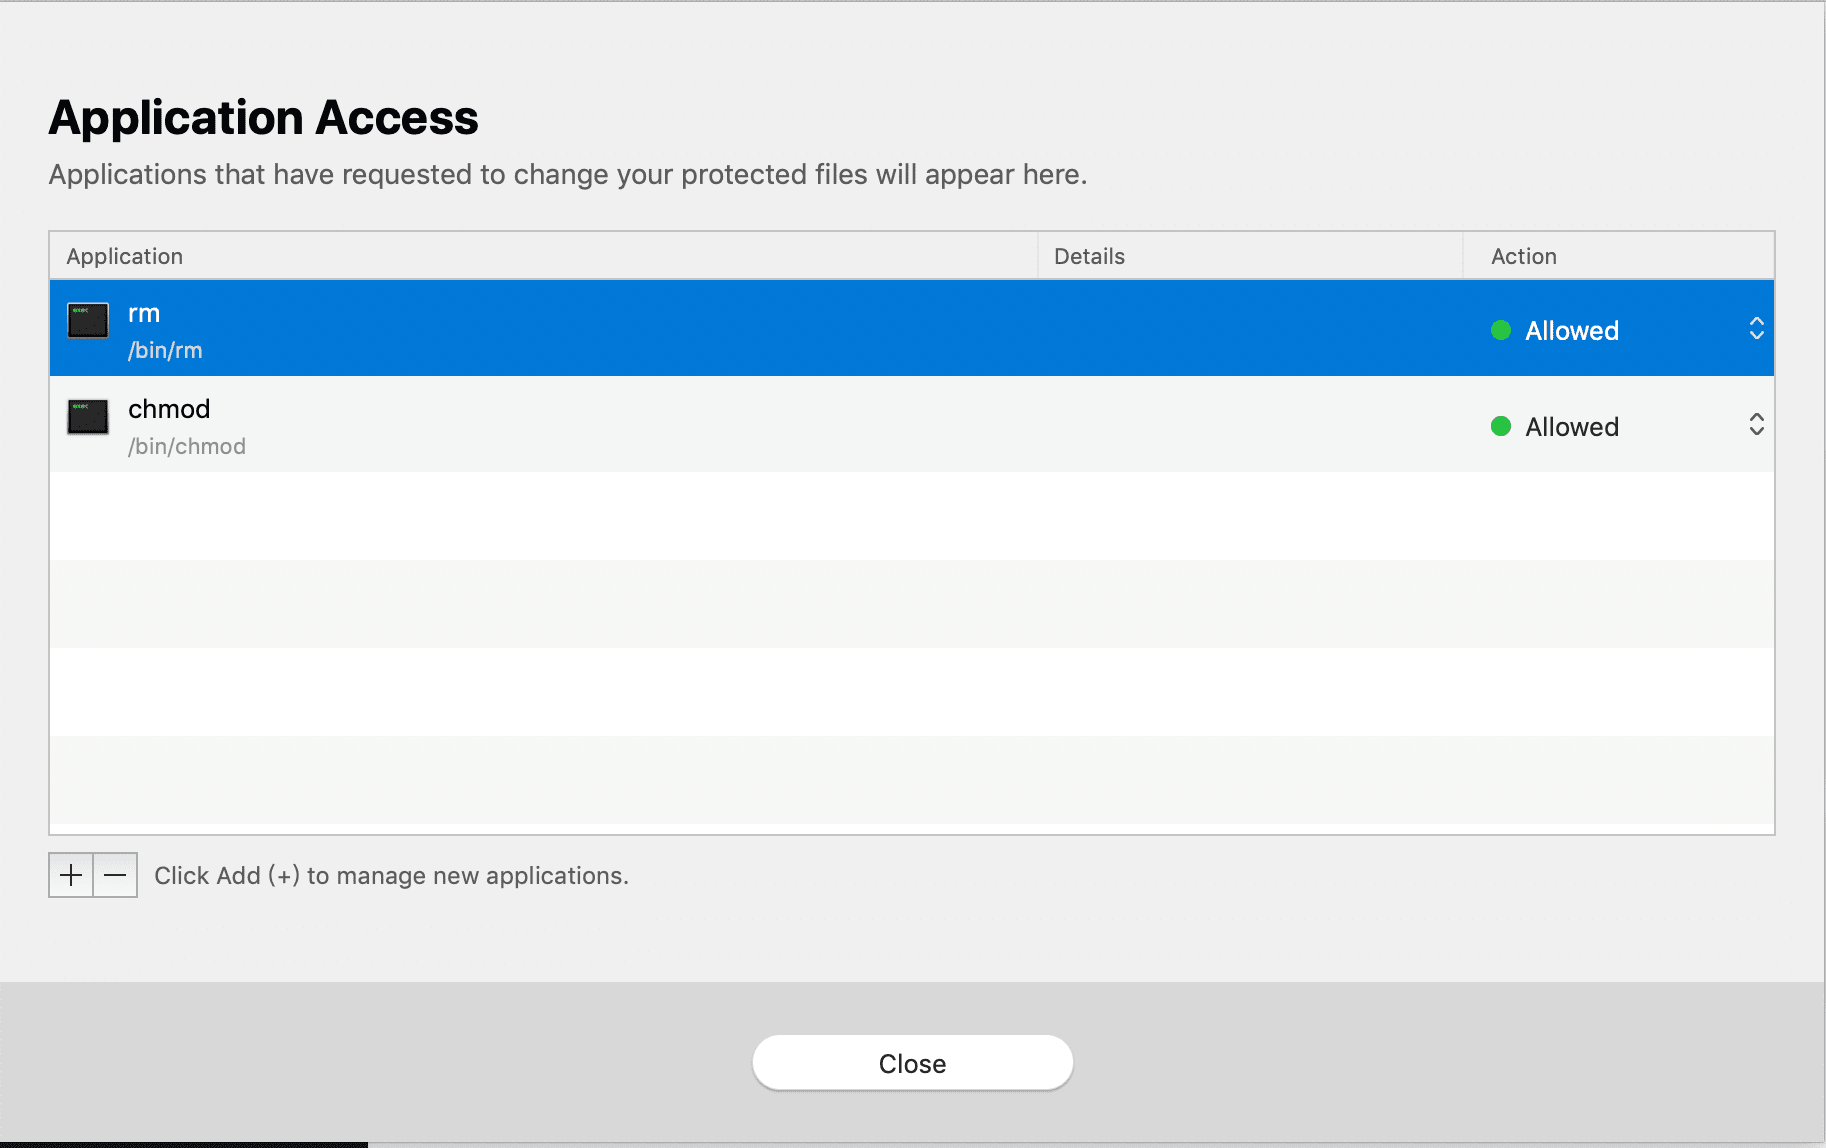 Application Access
Applications that have requested to change your protected files will appear here.
Application Details Action
rm
/bin/rm
Allowed
chmod
/bin/chmod
Allowed
Click Add (+) to manage new applications.
Close